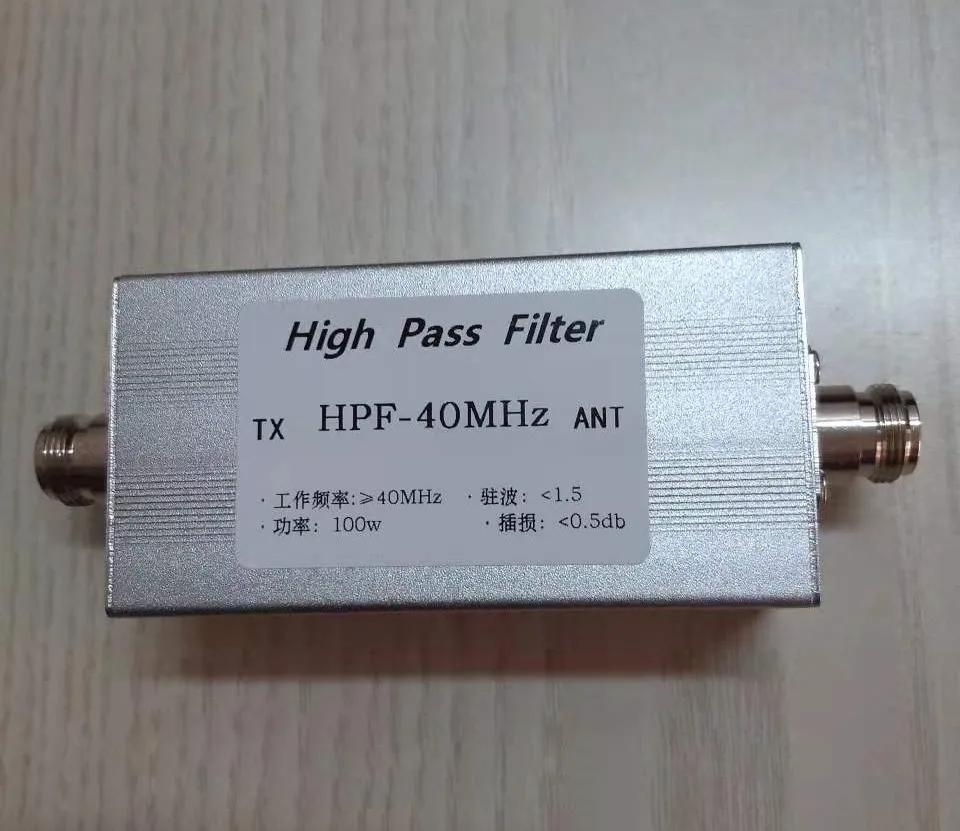 High Pass Filter
TX HPF-40MHz ANT
· 工作频率:≥40MHz · 驻波: <1.5
· 功率: 100w · 插损: <0.5db